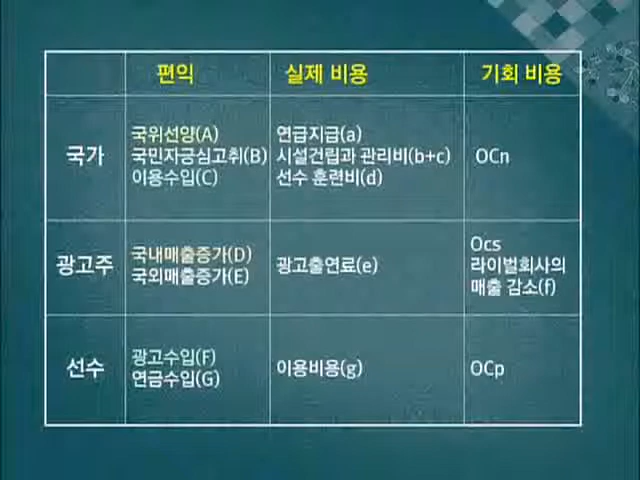 편익
실제 비용
기회 비용
국가
국위선양(A)
국민자긍심고취(B)
이용수입(C)
연급지급(a)
시설건립과 관리비(b+c)
선수 훈련비(d)
OCn
광고주
국내매출증가(D)
국외매출증가(E)
광고출연료(e)
Ocs
라이벌회사의
매출 감소(f)
선수
광고수입(F)
연금수입(G)
이용비용(g)
OCp